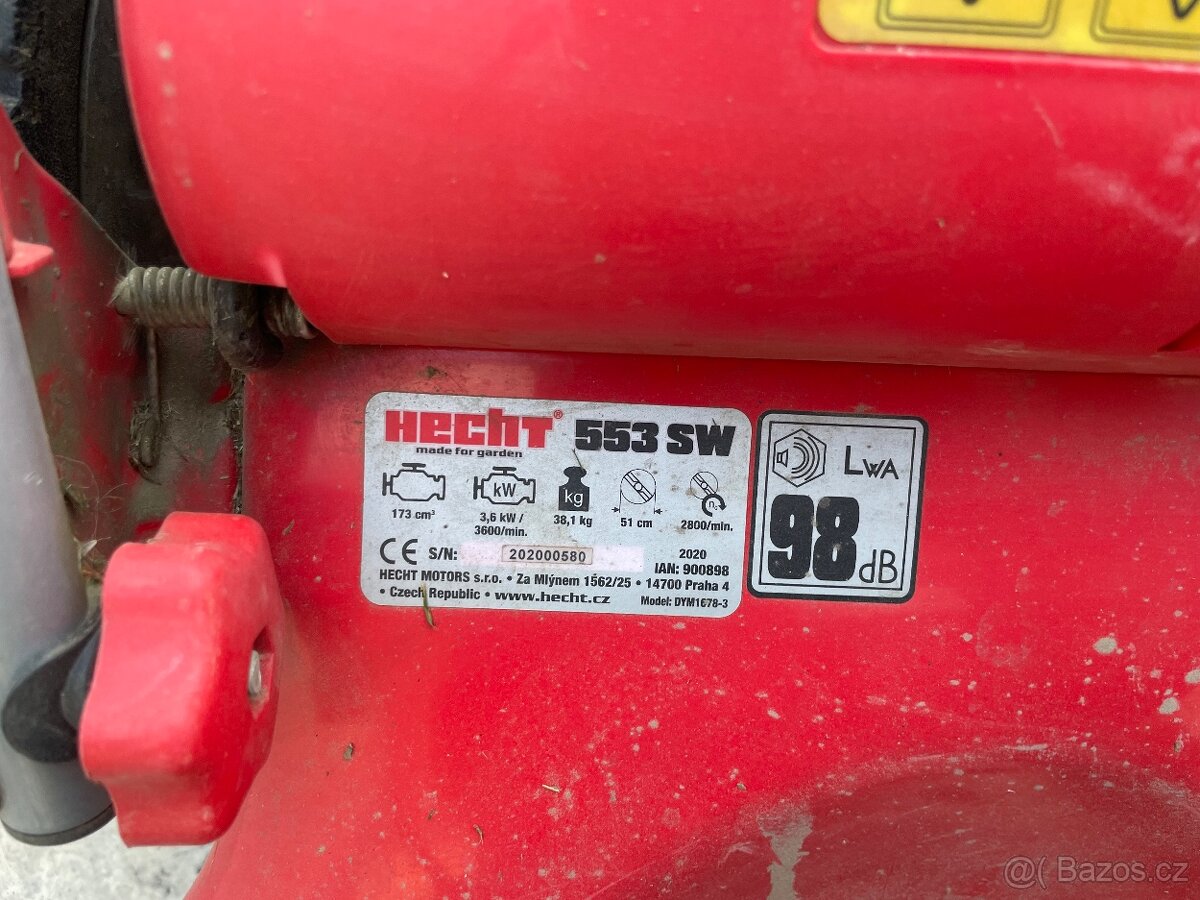 HECHT® 553 SW
made for garden
kW kg n₀
173 cm³ 3,6 kW / 3600/min. 38,1 kg 51 cm 2800/min.
CE S/N: 202000580 2020
IAN: 900898
HECHT MOTORS s.r.o. • Za Mlýnem 1562/25 • 14700 Praha 4
• Czech Republic • www.hecht.cz Model: DYM1678-3
LWA
98 dB
@( Bazos.cz